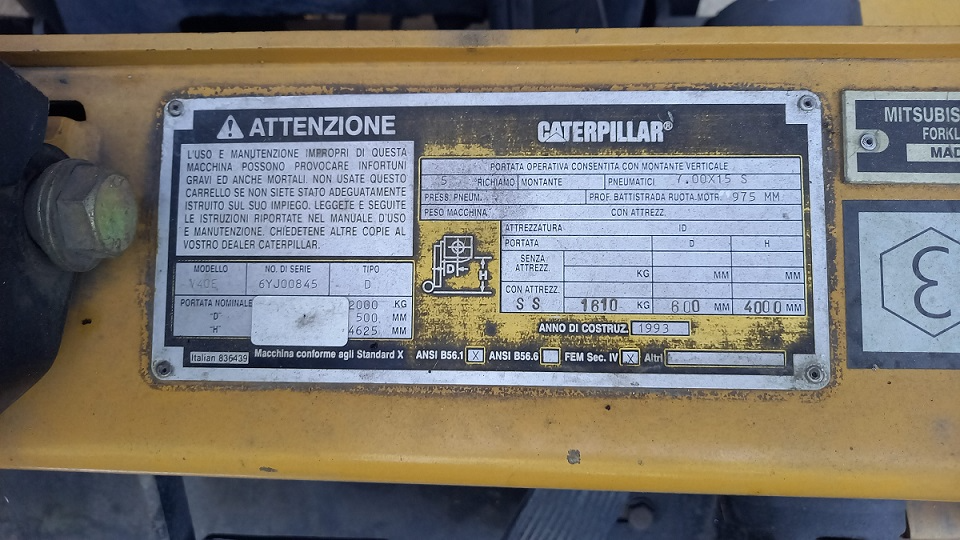 ATTENZIONE
L'USO E MANUTENZIONE IMPROPRI DI QUESTA
MACCHINA POSSONO PROVOCARE INFORTUNI
GRAVI ED ANCHE MORTALI. NON USATE QUESTO
CARRELLO SE NON SIETE STATO ADEGUATAMENTE
ISTRUITO SUL SUO IMPIEGO. LEGGETE E SEGUITE
LE ISTRUZIONI RIPORTATE NEL MANUALE D'USO
E MANUTENZIONE. CHIEDETENE ALTRE COPIE AL
VOSTRO DEALER CATERPILLAR.
MODELLO NO. DI SERIE TIPO
V40E 6YJ00845 D
PORTATA NOMINALE 2000 KG
"D" 500 MM
"H" 4625 MM
CATERPILLAR®
PORTATA OPERATIVA CONSENTITA CON MONTANTE VERTICALE
5 RICHIAMO MONTANTE PNEUMATICI 7.00X15 S
PRESS. PNEUM. PROF. BATTISTRADA RUOTA-MOTR. 975 MM
PESO MACCHINA CON ATTREZZ.
ATTREZZATURA ID
PORTATA D H
SENZA
ATTREZZ. KG MM MM
CON ATTREZZ.
S S 1610 KG 600 MM 4000 MM
D H
ANNO DI COSTRUZ. 1993
Italian 836439 Macchina conforme agli Standard X ANSI B56.1 X ANSI B56.6 FEM Sec. IV X Altri
MITSUBIS
FORKL
MAD